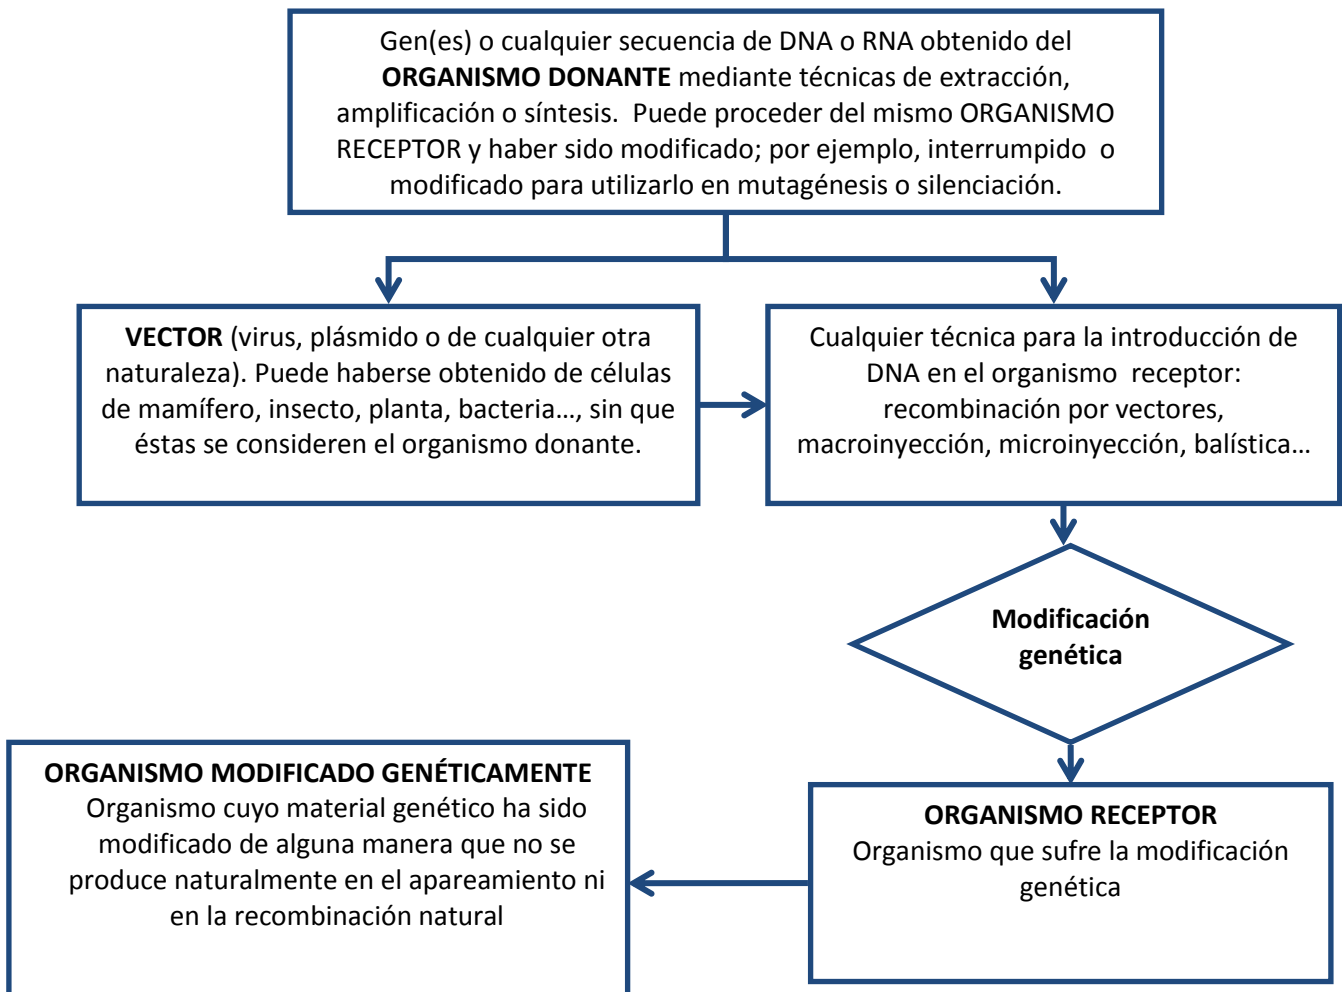 Gen(es) o cualquier secuencia de DNA o RNA obtenido del
ORGANISMO DONANTE mediante técnicas de extracción,
amplificación o síntesis.  Puede proceder del mismo ORGANISMO
RECEPTOR y haber sido modificado; por ejemplo, interrumpido  o
modificado para utilizarlo en mutagénesis o silenciación.
VECTOR (virus, plásmido o de cualquier otra
naturaleza). Puede haberse obtenido de células
de mamífero, insecto, planta, bacteria…, sin que
éstas se consideren el organismo donante.
Cualquier técnica para la introducción de
DNA en el organismo  receptor:
recombinación por vectores,
macroinyección, microinyección, balística…
Modificación
genética
ORGANISMO RECEPTOR
Organismo que sufre la modificación
genética
ORGANISMO MODIFICADO GENÉTICAMENTE
Organismo cuyo material genético ha sido
modificado de alguna manera que no se
produce naturalmente en el apareamiento ni
en la recombinación natural